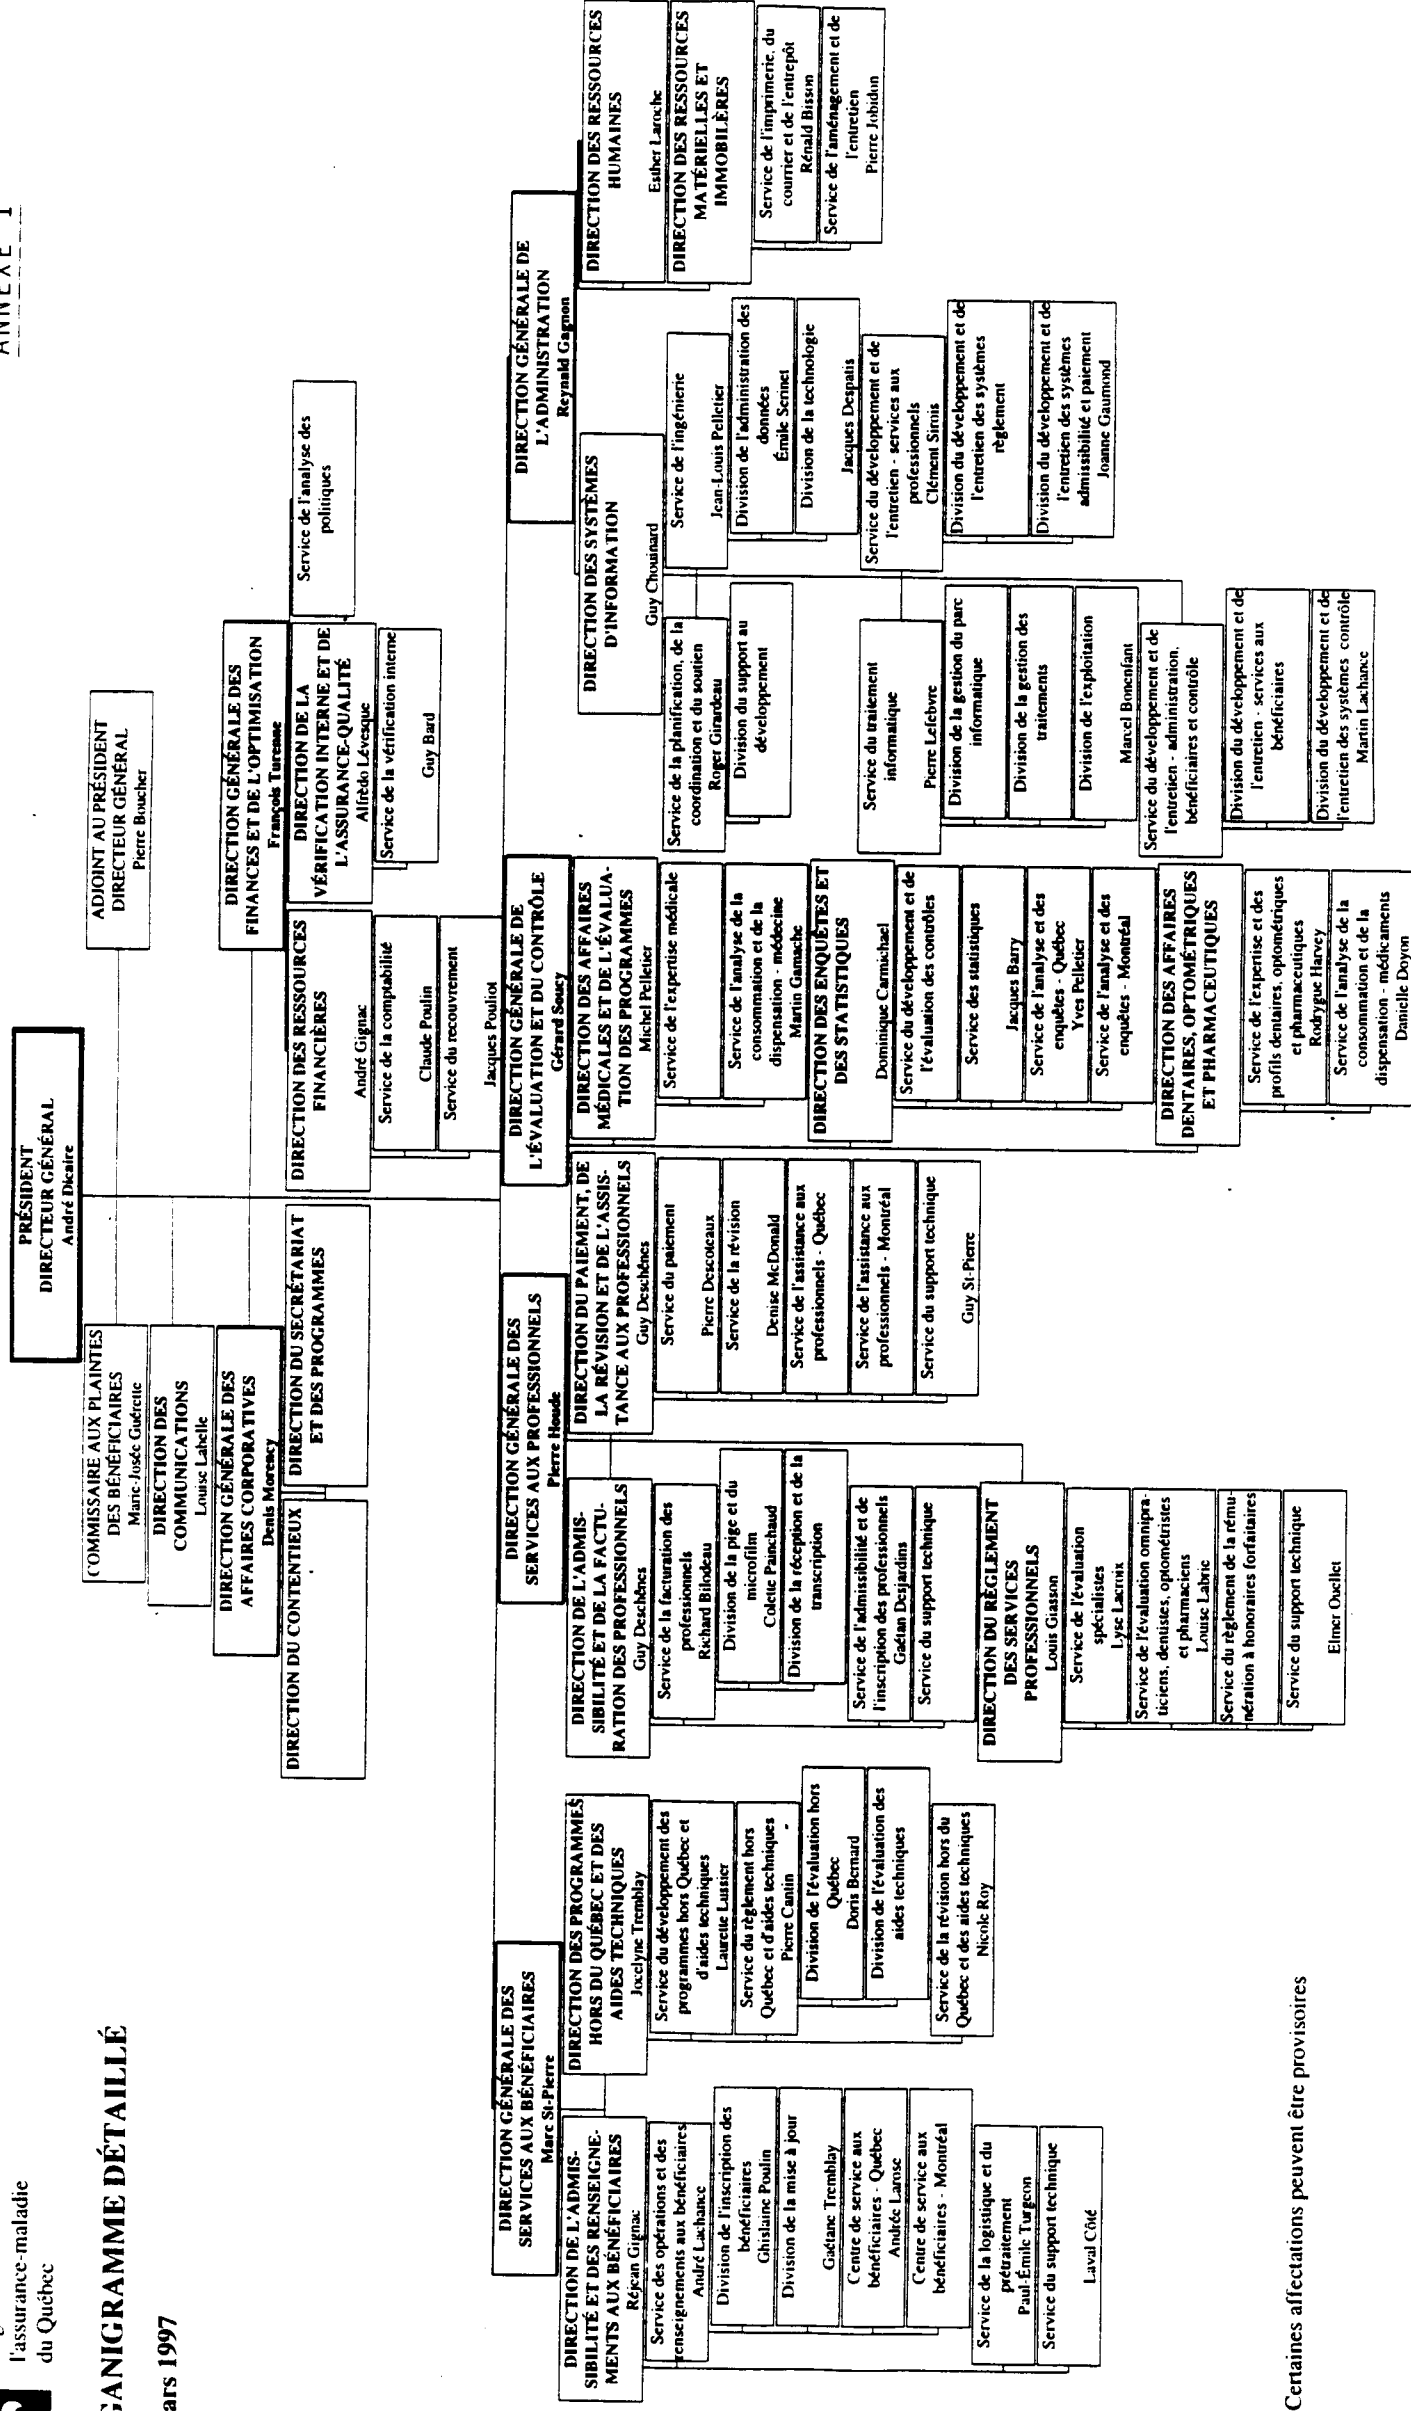 ANNEXE 1
l'assurance-maladie
du Québec
GANIGRAMME DÉTAILLÉ
ars 1997
PRÉSIDENT
DIRECTEUR GÉNÉRAL
André Dicaire
COMMISSAIRE AUX PLAINTES
DES BÉNÉFICIAIRES
Marie-Josée Guérette
ADJOINT AU PRÉSIDENT
DIRECTEUR GÉNÉRAL
Pierre Boucher
DIRECTION DES
COMMUNICATIONS
Louise Labelle
DIRECTION GÉNÉRALE DES
AFFAIRES CORPORATIVES
Denis Morency
DIRECTION DU CONTENTIEUX
DIRECTION DU SECRÉTARIAT
ET DES PROGRAMMES
DIRECTION GÉNÉRALE DES
FINANCES ET DE L'OPTIMISATION
François Turenne
DIRECTION DES RESSOURCES
FINANCIÈRES
André Gignac
Service de la comptabilité
Claude Poulin
Service du recouvrement
Jacques Pouliot
DIRECTION DE LA
VÉRIFICATION INTERNE ET DE
L'ASSURANCE-QUALITÉ
Alfrédo Lévesque
Service de la vérification interne
Guy Bard
Service de l'analyse des
politiques
DIRECTION GÉNÉRALE DES
SERVICES AUX BÉNÉFICIAIRES
Marc St-Pierre
DIRECTION DE L'ADMIS-
SIBILITÉ ET DES RENSEIGNE-
MENTS AUX BÉNÉFICIAIRES
Réjean Gignac
Service des opérations et des
renseignements aux bénéficiaires
André Lachance
Division de l'inscription des
bénéficiaires
Ghislaine Poulin
Division de la mise à jour
Gaétane Tremblay
Centre de service aux
bénéficiaires - Québec
Andrée Larose
Centre de service aux
bénéficiaires - Montréal
Service de la logistique et du
prétraitement
Paul-Émile Turgeon
Service du support technique
Laval Côté
DIRECTION DES PROGRAMMES
HORS DU QUÉBEC ET DES
AIDES TECHNIQUES
Jocelyne Tremblay
Service du développement des
programmes hors Québec et
d'aides techniques
Laurette Lussier
Service du règlement hors
Québec et d'aides techniques
Pierre Cantin
Division de l'évaluation hors
Québec
Doris Bernard
Division de l'évaluation des
aides techniques
Service de la révision hors du
Québec et des aides techniques
Nicole Roy
DIRECTION GÉNÉRALE DES
SERVICES AUX PROFESSIONNELS
Pierre Houde
DIRECTION DE L'ADMIS-
SIBILITÉ ET DE LA FACTU-
RATION DES PROFESSIONNELS
Guy Deschênes
Service de la facturation des
professionnels
Richard Bilodeau
Division de la pige et du
microfilm
Colette Painchaud
Division de la réception et de la
transcription
Service de l'admissibilité et de
l'inscription des professionnels
Gaétan Desjardins
Service du support technique
DIRECTION DU PAIEMENT, DE
LA RÉVISION ET DE L'ASSIS-
TANCE AUX PROFESSIONNELS
Guy Deschênes
Service du paiement
Pierre Descoteaux
Service de la révision
Denise McDonald
Service de l'assistance aux
professionnels - Québec
Service de l'assistance aux
professionnels - Montréal
Service du support technique
Guy St-Pierre
DIRECTION DU RÈGLEMENT
DES SERVICES
PROFESSIONNELS
Louis Giasson
Service de l'évaluation
spécialistes
Lyse Lacroix
Service de l'évaluation omnipra-
ticiens, dentistes, optométristes
et pharmaciens
Louise Labrie
Service du règlement de la rému-
nération à honoraires forfaitaires
Service du support technique
Elmer Ouellet
DIRECTION GÉNÉRALE DE
L'ÉVALUATION ET DU CONTRÔLE
Gérard Soucy
DIRECTION DES AFFAIRES
MÉDICALES ET DE L'ÉVALUA-
TION DES PROGRAMMES
Michel Pelletier
Service de l'expertise médicale
Service de l'analyse de la
consommation et de la
dispensation - médecine
Martin Gamache
DIRECTION DES ENQUÊTES ET
DES STATISTIQUES
Dominique Carmichael
Service du développement et de
l'évaluation des contrôles
Service des statistiques
Jacques Barry
Service de l'analyse et des
enquêtes - Québec
Yves Pelletier
Service de l'analyse et des
enquêtes - Montréal
DIRECTION DES AFFAIRES
DENTAIRES, OPTOMÉTRIQUES
ET PHARMACEUTIQUES
Service de l'expertise et des
profils dentaires, optométriques
et pharmaceutiques
Rodrygue Harvey
Service de l'analyse de la
consommation et de la
dispensation - médicaments
Danielle Doyon
DIRECTION GÉNÉRALE DE
L'ADMINISTRATION
Reynald Gagnon
DIRECTION DES SYSTÈMES
D'INFORMATION
Guy Chouinard
Service de la planification, de la
coordination et du soutien
Roger Girardeau
Division du support au
développement
Service de l'ingénierie
Jean-Louis Pelletier
Division de l'administration des
données
Émile Serinet
Division de la technologie
Jacques Despatis
Service du traitement
informatique
Pierre Lefebvre
Division de la gestion du parc
informatique
Division de la gestion des
traitements
Division de l'exploitation
Marcel Bonenfant
Service du développement et de
l'entretien - services aux
professionnels
Clément Sirois
Division du développement et de
l'entretien des systèmes
règlement
Division du développement et de
l'entretien des systèmes
admissibilité et paiement
Joanne Gaumond
Service du développement et de
l'entretien - administration,
bénéficiaires et contrôle
Division du développement et de
l'entretien - services aux
bénéficiaires
Division du développement et de
l'entretien des systèmes contrôle
Martin Lachance
DIRECTION DES RESSOURCES
HUMAINES
Esther Laroche
DIRECTION DES RESSOURCES
MATÉRIELLES ET
IMMOBILÈRES
Service de l'imprimerie, du
courrier et de l'entrepôt
Rénald Bisson
Service de l'aménagement et de
l'entretien
Pierre Jobidon
Certaines affectations peuvent être provisoires